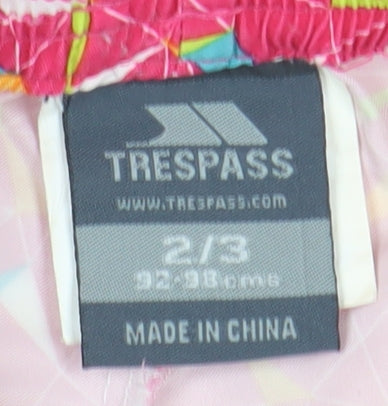 TRESPASS
WWW.TRESPASS.COM
2/3
92-98cms
MADE IN CHINA